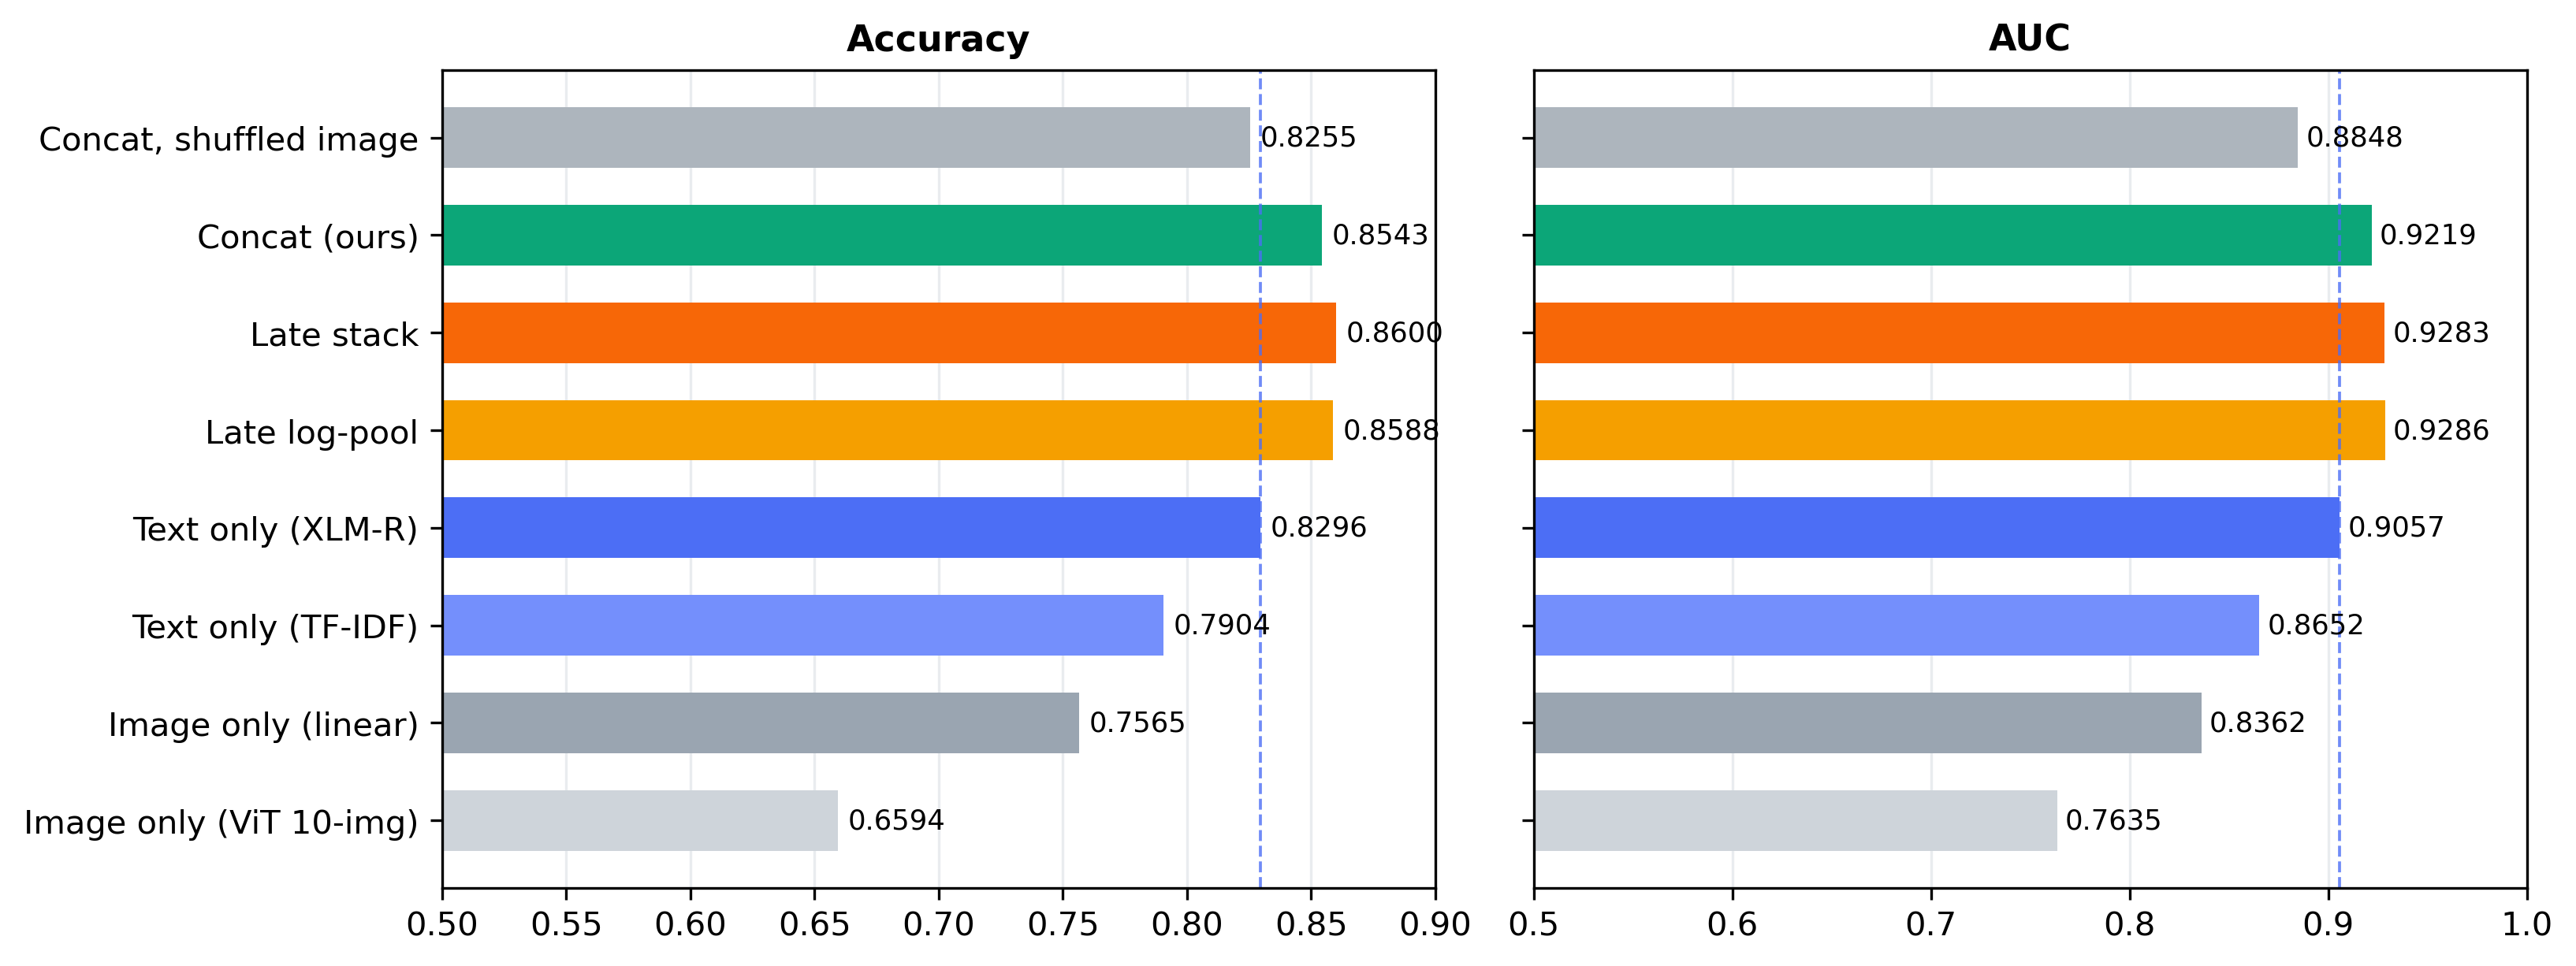 Accuracy
AUC
Concat, shuffled image
0.8255
0.8848
Concat (ours)
0.8543
0.9219
Late stack
0.8600
0.9283
Late log-pool
0.8588
0.9286
Text only (XLM-R)
0.8296
0.9057
Text only (TF-IDF)
0.7904
0.8652
Image only (linear)
0.7565
0.8362
Image only (ViT 10-img)
0.6594
0.7635
0.50 0.55 0.60 0.65 0.70 0.75 0.80 0.85 0.90
0.5 0.6 0.7 0.8 0.9 1.0